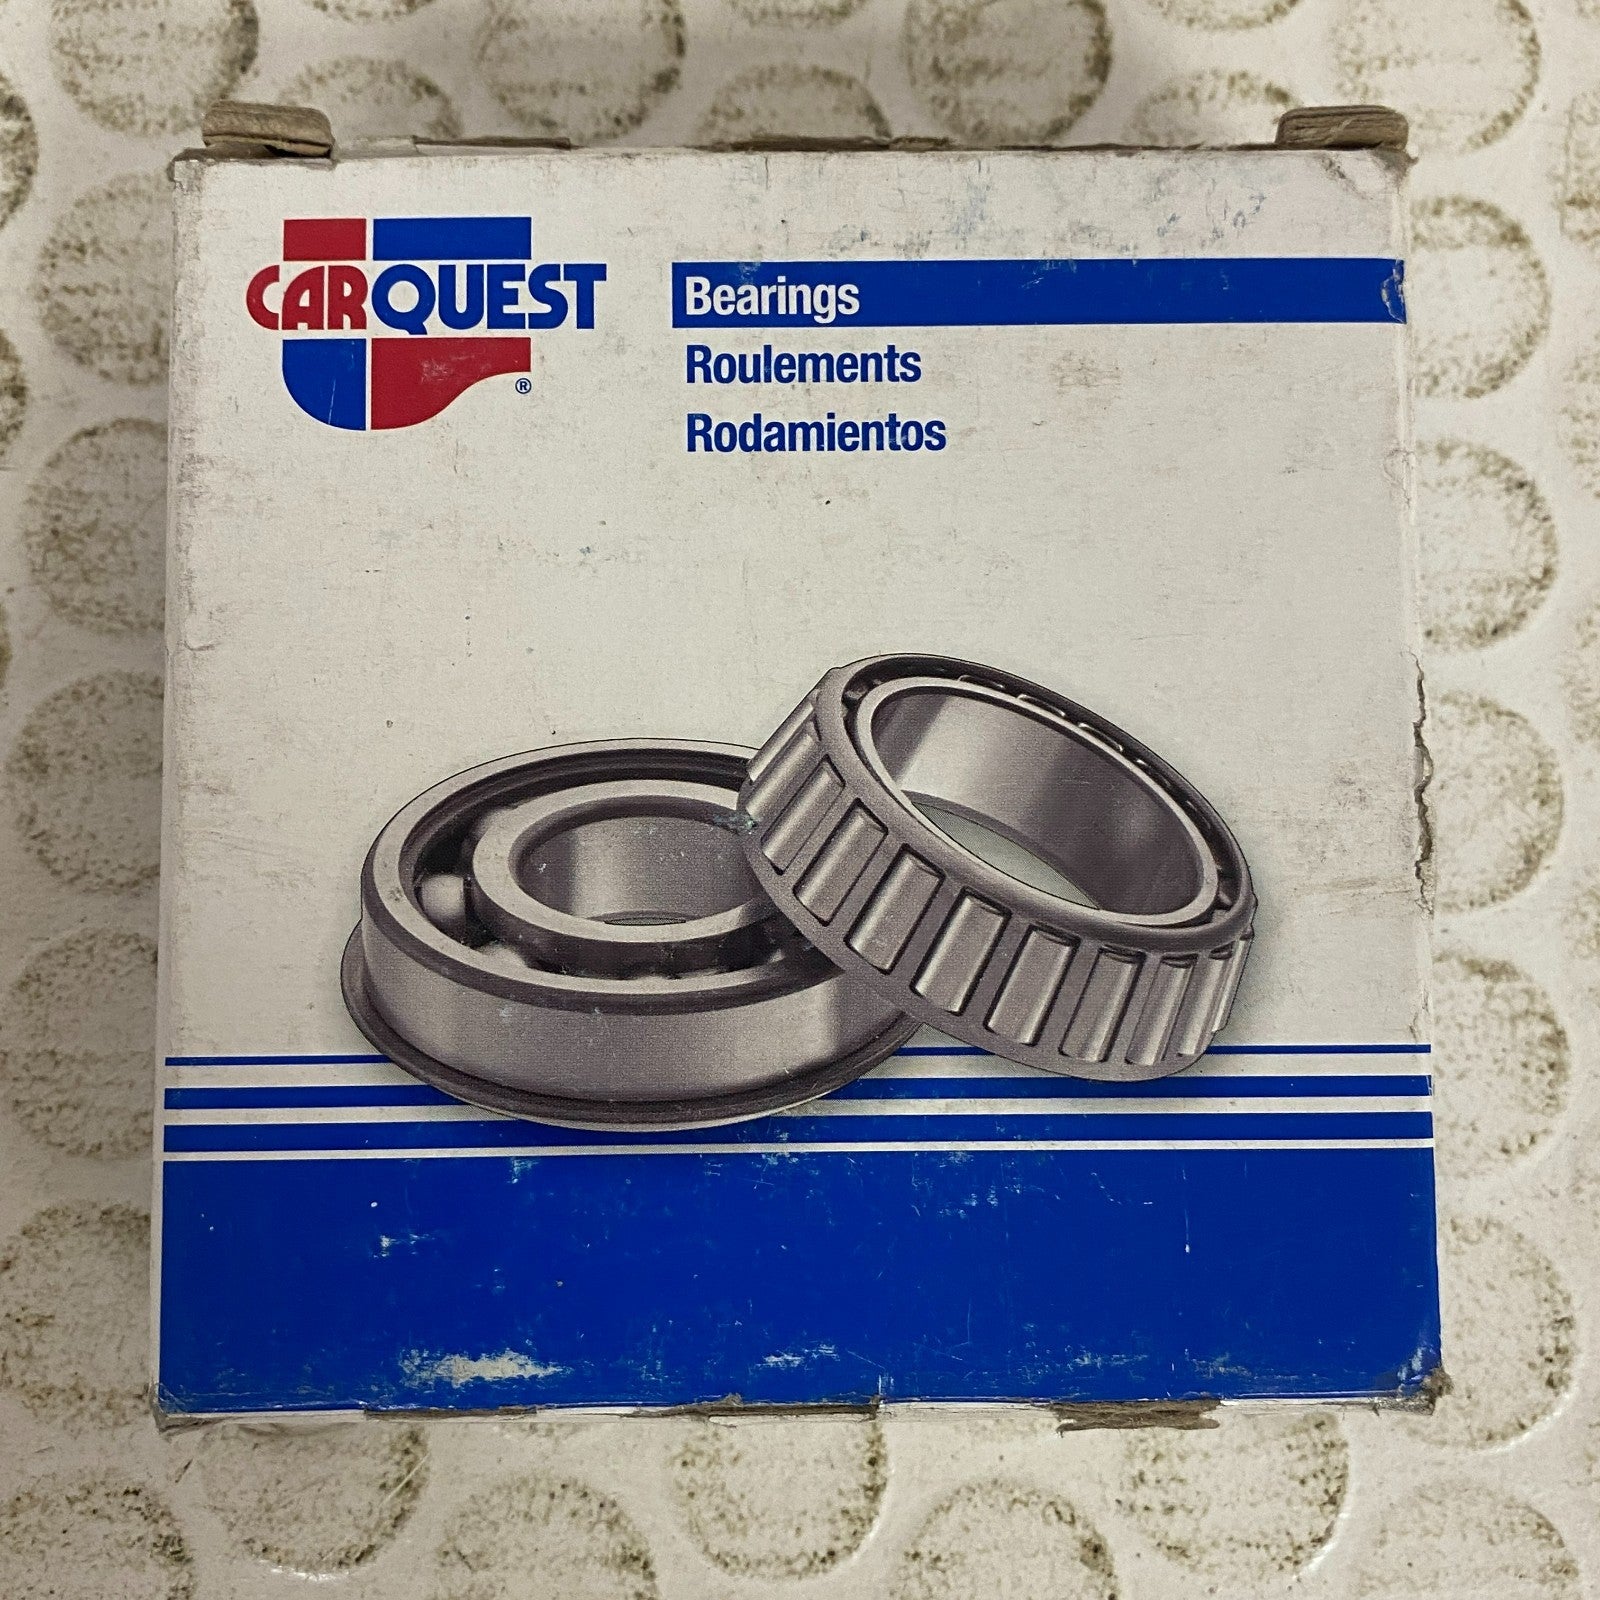 CARQUEST
®
Bearings
Roulements
Rodamientos